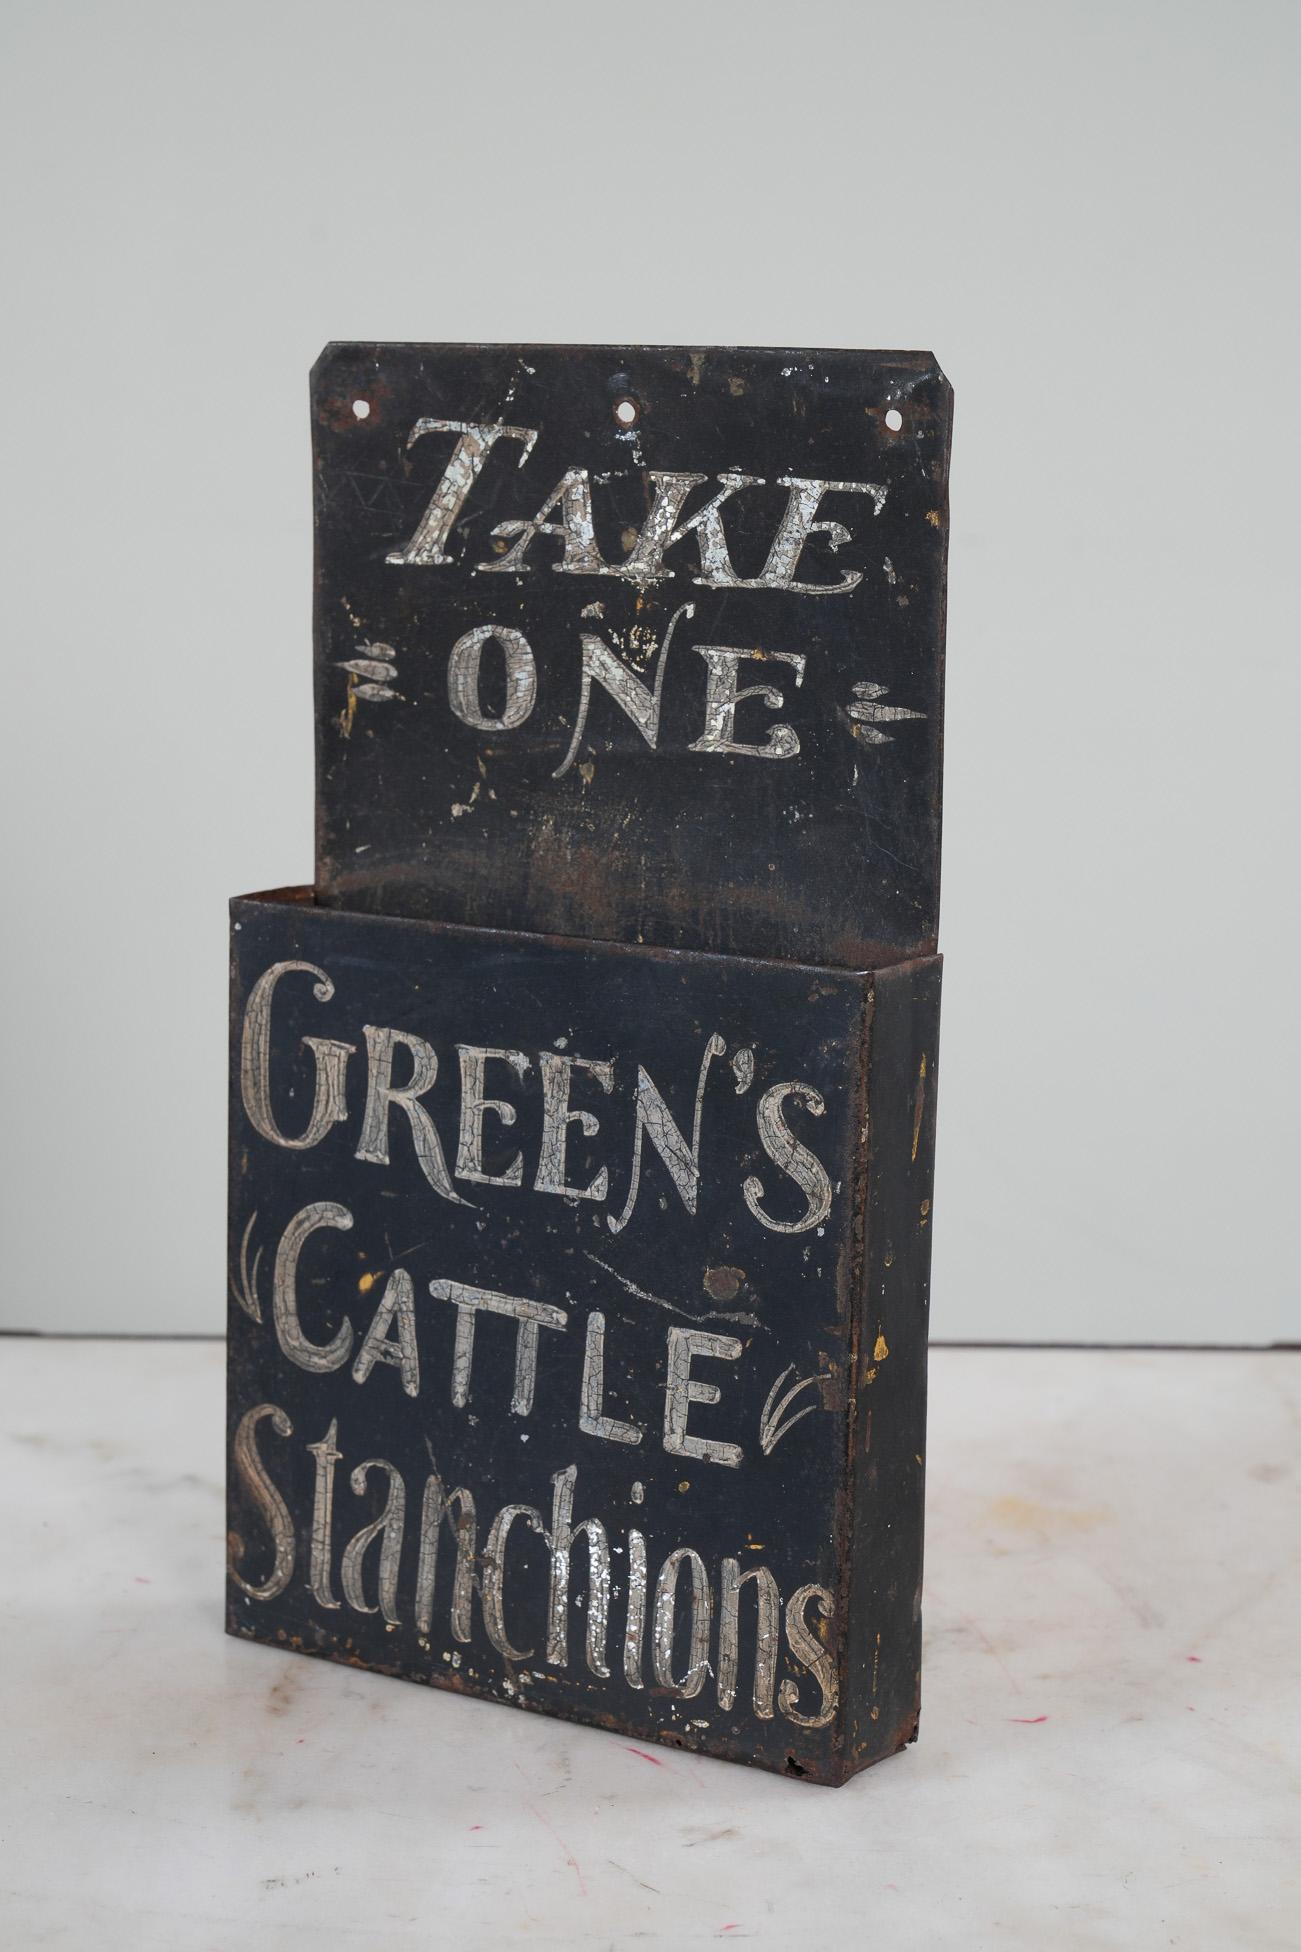 TAKE
ONE
GREEN'S
CATTLE
Stanchions